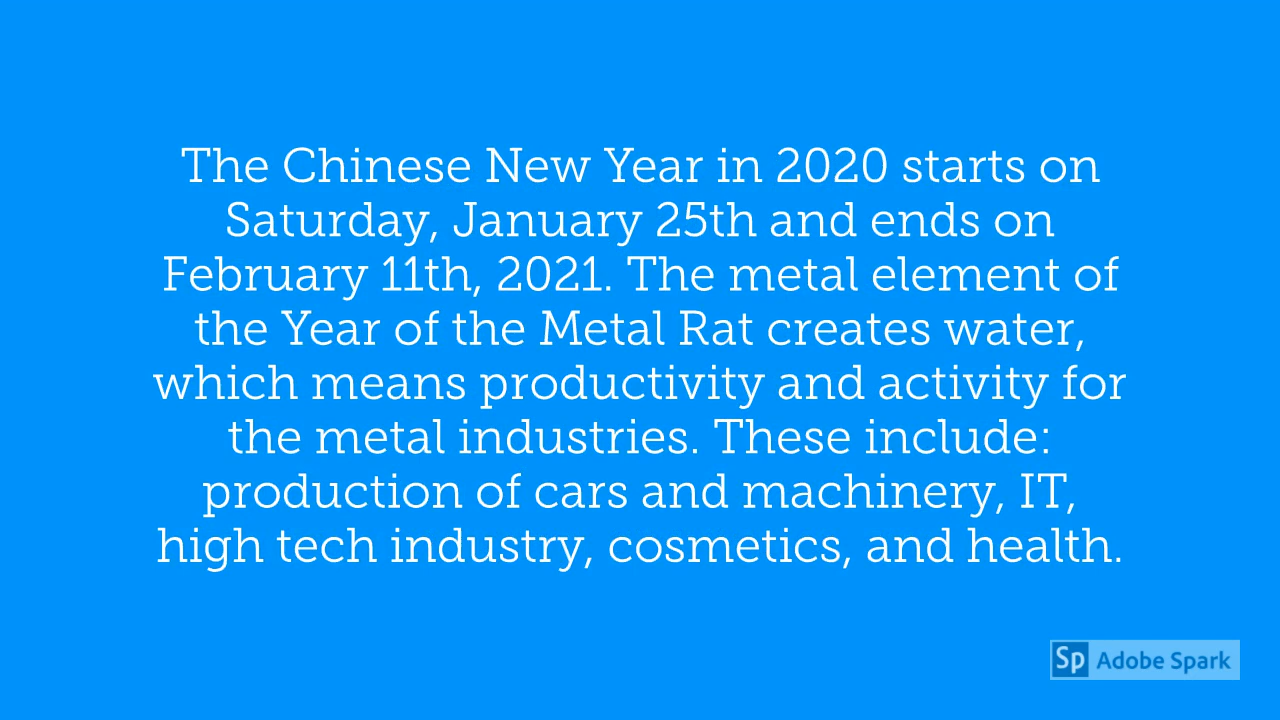 The Chinese New Year in 2020 starts on
Saturday, January 25th and ends on
February 11th, 2021. The metal element of
the Year of the Metal Rat creates water,
which means productivity and activity for
the metal industries. These include:
production of cars and machinery, IT,
high tech industry, cosmetics, and health.
Sp Adobe Spark